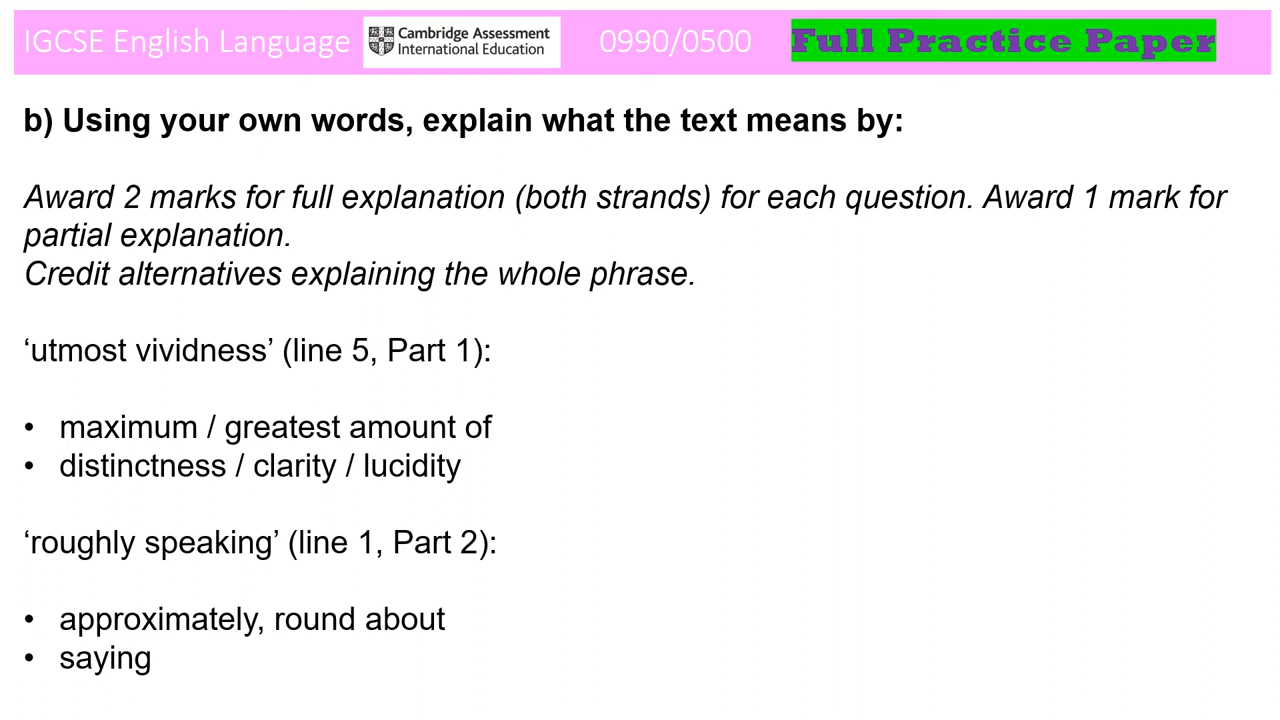 IGCSE English Language
Cambridge Assessment
International Education
0990/0500
Full Practice Paper
b) Using your own words, explain what the text means by:
Award 2 marks for full explanation (both strands) for each question. Award 1 mark for
partial explanation.
Credit alternatives explaining the whole phrase.
‘utmost vividness’ (line 5, Part 1):
• maximum / greatest amount of
• distinctness / clarity / lucidity
‘roughly speaking’ (line 1, Part 2):
• approximately, round about
• saying